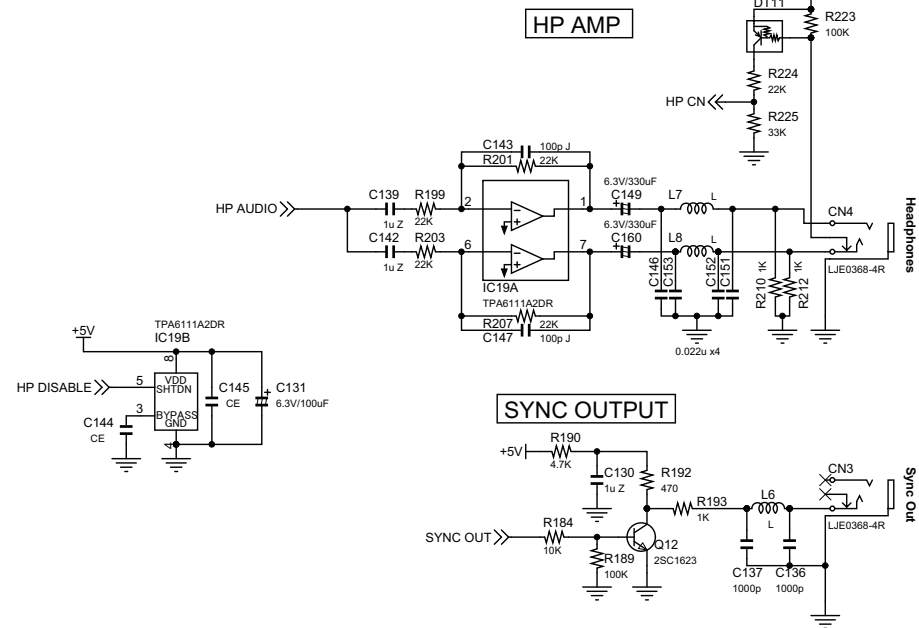 HP AMP
DT11
R223
100K
R224
22K
HP CN
R225
33K
C143
100p J
R201
22K
6.3V/330uF
C149
L7
L
C139
R199
2
1
HP AUDIO
1u Z
22K
6.3V/330uF
CN4
Headphones
C142
R203
6
7
C160
L8
L
1u Z
22K
LJE0368-4R
C146
C153
C152
C151
R210
1K
R212
1K
IC19A
TPA6111A2DR
R207
22K
C147
100p J
0.022u x4
+5V
TPA6111A2DR
IC19B
8
VDD
HP DISABLE
5
SHTDN
C145
CE
C131
6.3V/100uF
3
BYPASS
GND
C144
CE
4
SYNC OUTPUT
+5V
R190
4.7K
C130
1u Z
R192
470
R193
1K
L6
L
CN3
Sync Out
LJE0368-4R
SYNC OUT
R184
10K
Q12
2SC1623
R189
100K
C137
1000p
C136
1000p